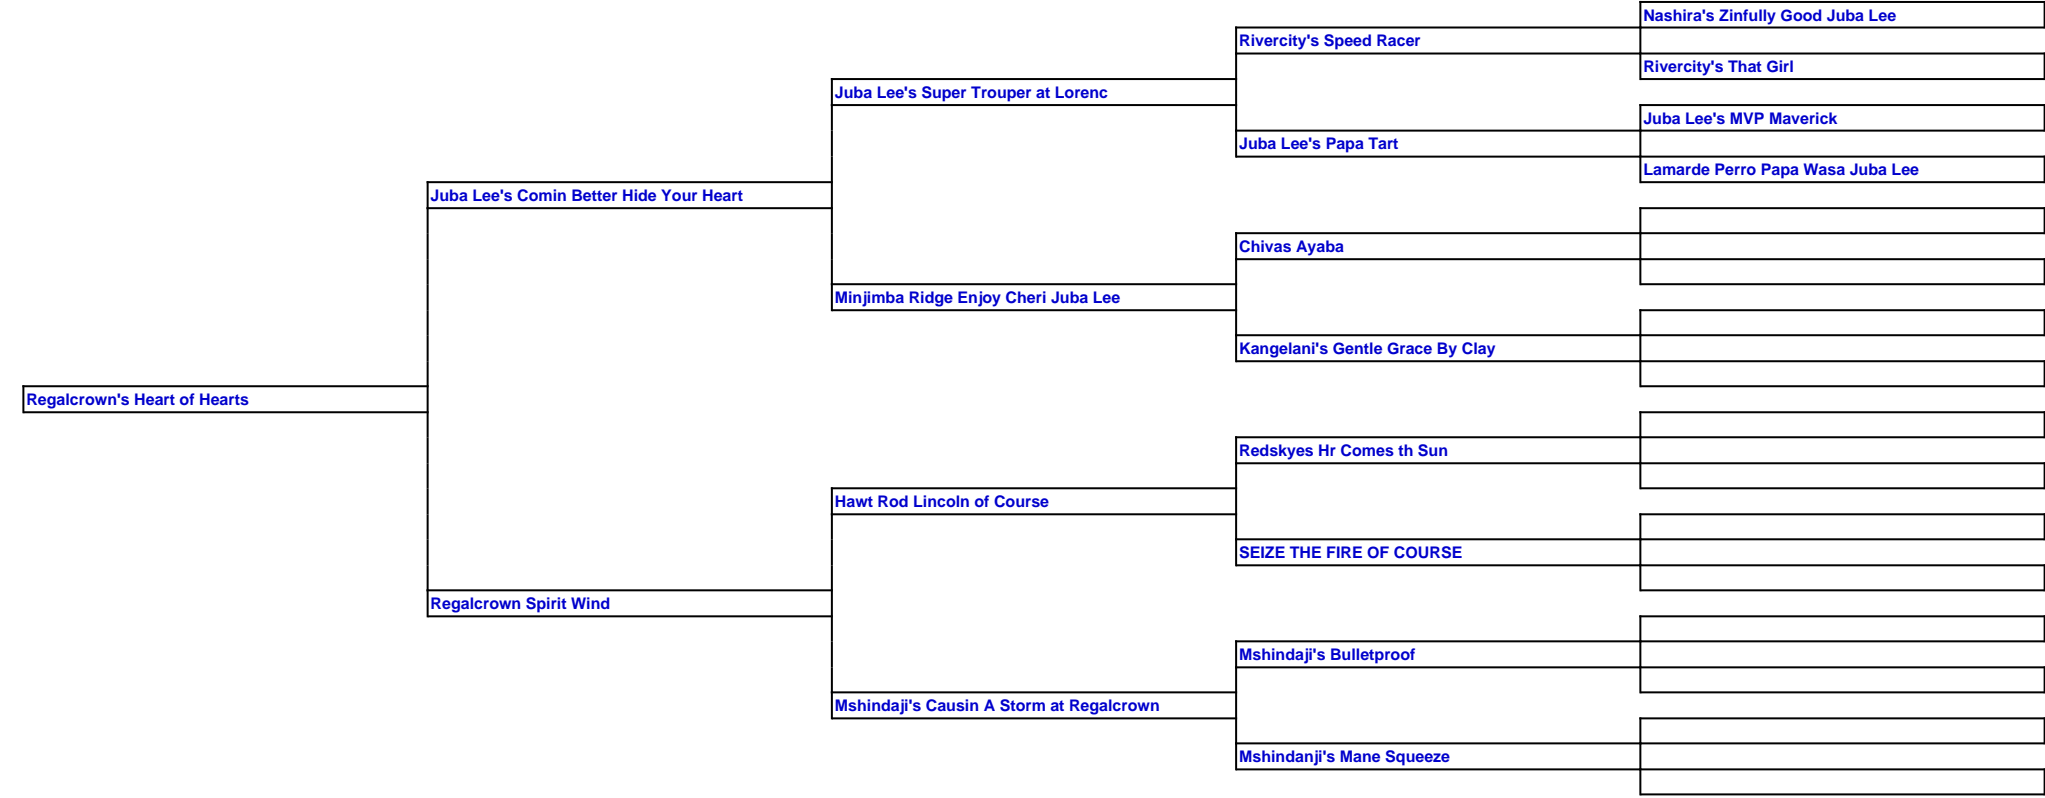 Nashira's Zinfully Good Juba Lee
Rivercity's Speed Racer
Rivercity's That Girl
Juba Lee's Super Trouper at Lorenc
Juba Lee's MVP Maverick
Juba Lee's Papa Tart
Lamarde Perro Papa Wasa Juba Lee
Juba Lee's Comin Better Hide Your Heart
Chivas Ayaba
Minjimba Ridge Enjoy Cheri Juba Lee
Kangelani's Gentle Grace By Clay
Regalcrown's Heart of Hearts
Redskyes Hr Comes th Sun
Hawt Rod Lincoln of Course
SEIZE THE FIRE OF COURSE
Regalcrown Spirit Wind
Mshindaji's Bulletproof
Mshindaji's Causin A Storm at Regalcrown
Mshindanji's Mane Squeeze